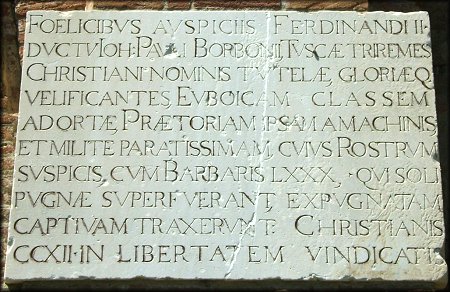 FOELICIBVS AVSPICIIS FERDINANDI II·
DVCTV IOH: PAVLI BORBONII, TVSCÆ TRIREMES
CHRISTIANI NOMINIS TVTELÆ, GLORIÆQ
VELIFICANTES, EVBOICAM CLASSEM
ADORTÆ, PRÆTORIAM IPSAM A MACHINIS,
ET MILITE PARATISSIMAM, CVIVS ROSTRVM
SVSPICIS, CVM BARBARIS LXXX, QVI SOLI
PVGNÆ SVPERFVERANT, EXPVGNATAM
CAPTIVAM TRAXERVNT· CHRISTIANIS
CCXII· IN LIBERTATEM VINDICATIS